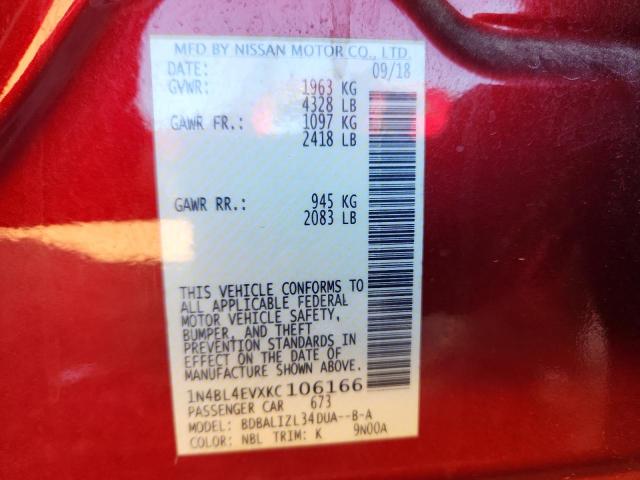 MFD BY NISSAN MOTOR CO., LTD.
DATE: 09/18
GVWR: 1963 KG
4328 LB
GAWR FR.: 1097 KG
2418 LB
GAWR RR.: 945 KG
2083 LB
THIS VEHICLE CONFORMS TO
ALL APPLICABLE FEDERAL
MOTOR VEHICLE SAFETY,
BUMPER, AND THEFT
PREVENTION STANDARDS IN
EFFECT ON THE DATE OF
MANUFACTURE SHOWN ABOVE.
1N4BL4EVXKC106166
PASSENGER CAR 673
MODEL: BDBALIZL34DUA--B-A
COLOR: NBL TRIM: K 9N00A